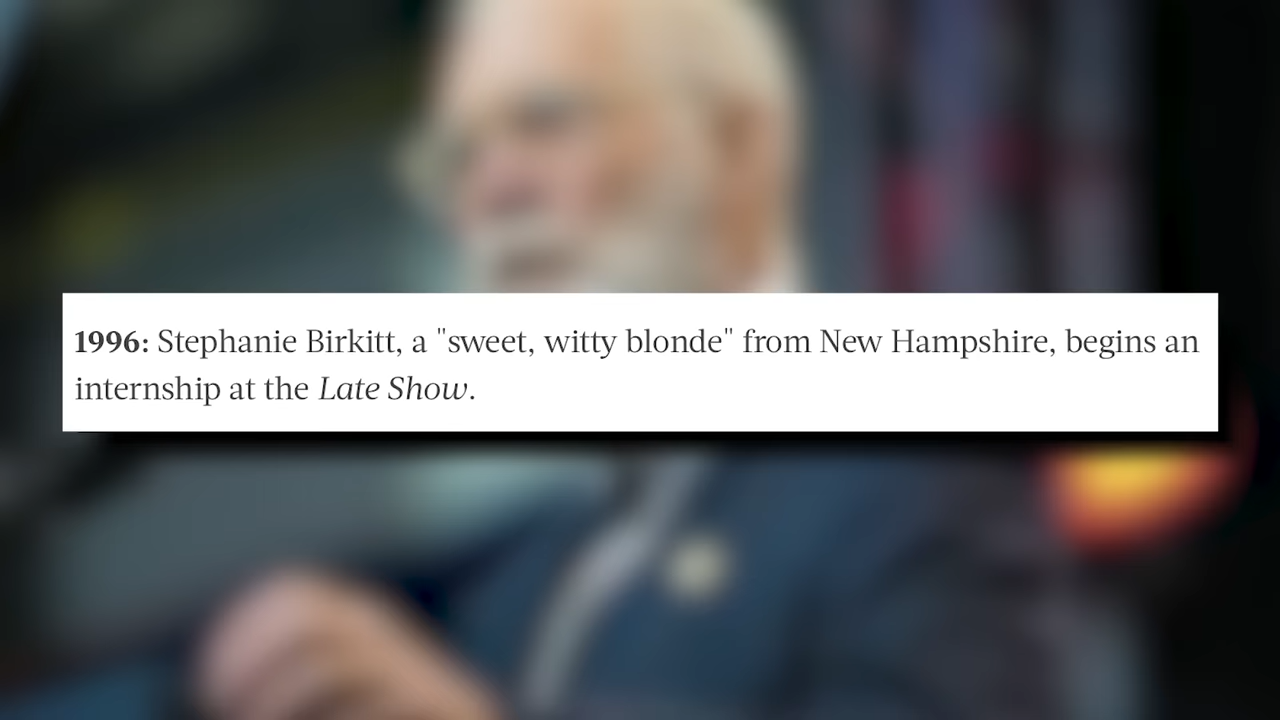 1996: Stephanie Birkitt, a "sweet, witty blonde" from New Hampshire, begins an
internship at the Late Show.